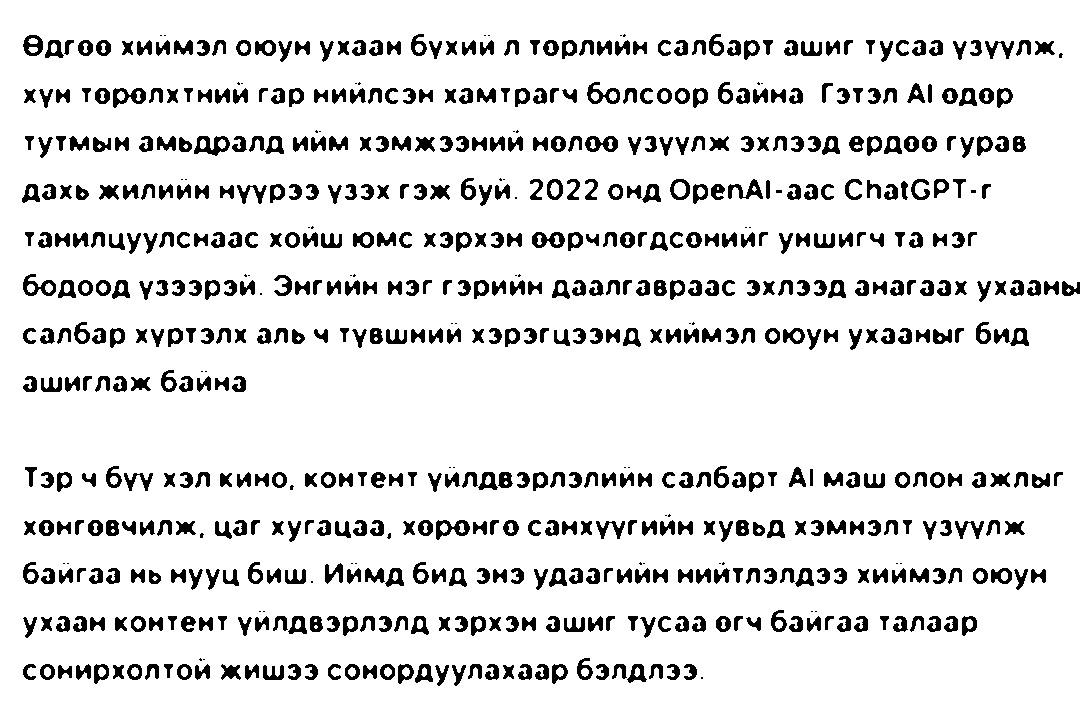 Өдгөө хиймэл оюун ухаан бүхий л төрлийн салбарт ашиг тусаа үзүүлж,
хүн төрөлхтний гар нийлсэн хамтрагч болсоор байна Гэтэл AI өдөр
тутмын амьдралд ийм хэмжээний нөлөө үзүүлж эхлээд ердөө гурав
дахь жилийн нүүрээ үзэх гэж буй. 2022 онд OpenAI-аас ChatGPT-г
танилцуулснаас хойш юмс хэрхэн өөрчлөгдсөнийг уншигч та нэг
бодоод үзээрэй. Энгийн нэг гэрийн даалгавраас эхлээд анагаах ухааны
салбар хүртэлх аль ч түвшний хэрэгцээнд хиймэл оюун ухааныг бид
ашиглаж байна
Тэр ч бүү хэл кино, контент үйлдвэрлэлийн салбарт AI маш олон ажлыг
хөнгөвчилж, цаг хугацаа, хөрөнгө санхүүгийн хувьд хэмнэлт үзүүлж
байгаа нь нууц биш. Иймд бид энэ удаагийн нийтлэлдээ хиймэл оюун
ухаан контент үйлдвэрлэлд хэрхэн ашиг тусаа өгч байгаа талаар
сонирхолтой жишээ сонордуулахаар бэлдлээ.